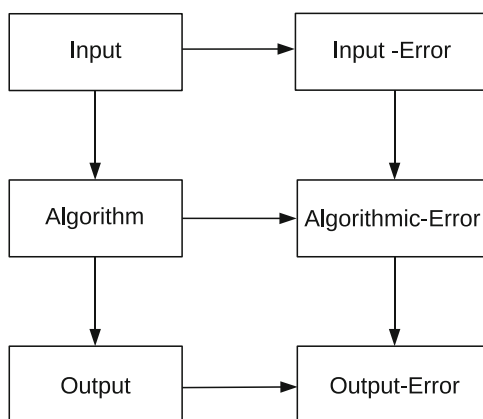 Input
Input -Error
Algorithm
Algorithmic-Error
Output
Output-Error